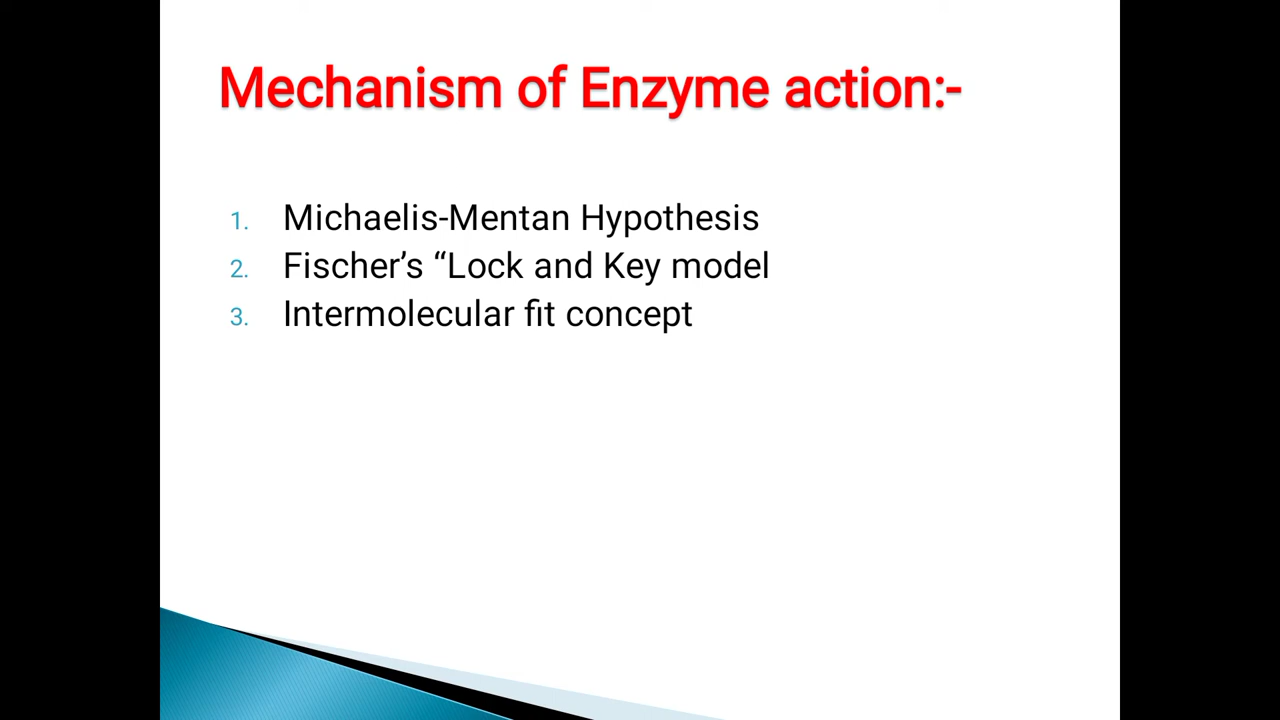 Mechanism of Enzyme action:-
1. Michaelis-Mentan Hypothesis
2. Fischer’s “Lock and Key model
3. Intermolecular fit concept